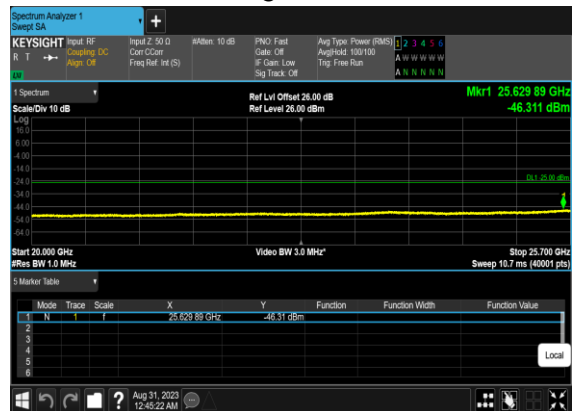 Spectrum Analyzer 1
Swept SA
+
KEYSIGHT Input: RF Input Z: 50 Ω #Atten: 10 dB PNO: Fast Avg Type: Power (RMS) 1 2 3 4 5 6
R T Coupling: DC Corr CCorr Gate: Off Avg|Hold: 100/100 A W W W W W
Align: Off Freq Ref: Int (S) IF Gain: Low Trig: Free Run
LV Sig Track: Off A N N N N N
1 Spectrum Ref Lvl Offset 26.00 dB Mkr1 25.629 89 GHz
Scale/Div 10 dB Ref Level 26.00 dBm -46.311 dBm
Log
16.0
6.00
-4.00
-14.0
-24.0 DL1 -25.00 dBm
-34.0
-44.0
-54.0
-64.0
Start 20.000 GHz Video BW 3.0 MHz* Stop 25.700 GHz
#Res BW 1.0 MHz Sweep 10.7 ms (40001 pts)
5 Marker Table
Mode Trace Scale X Y Function Function Width Function Value
1 N 1 f 25.629 89 GHz -46.31 dBm
2
3
4
5
6
Local
? Aug 31, 2023
12:45:22 AM